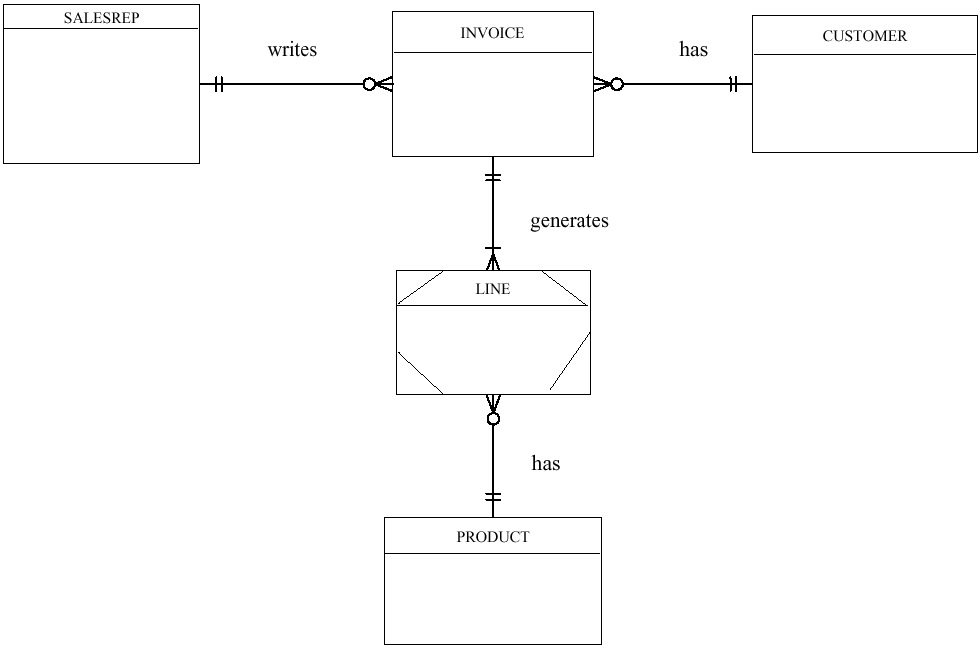 SALESREP
writes
INVOICE
has
CUSTOMER
generates
LINE
has
PRODUCT